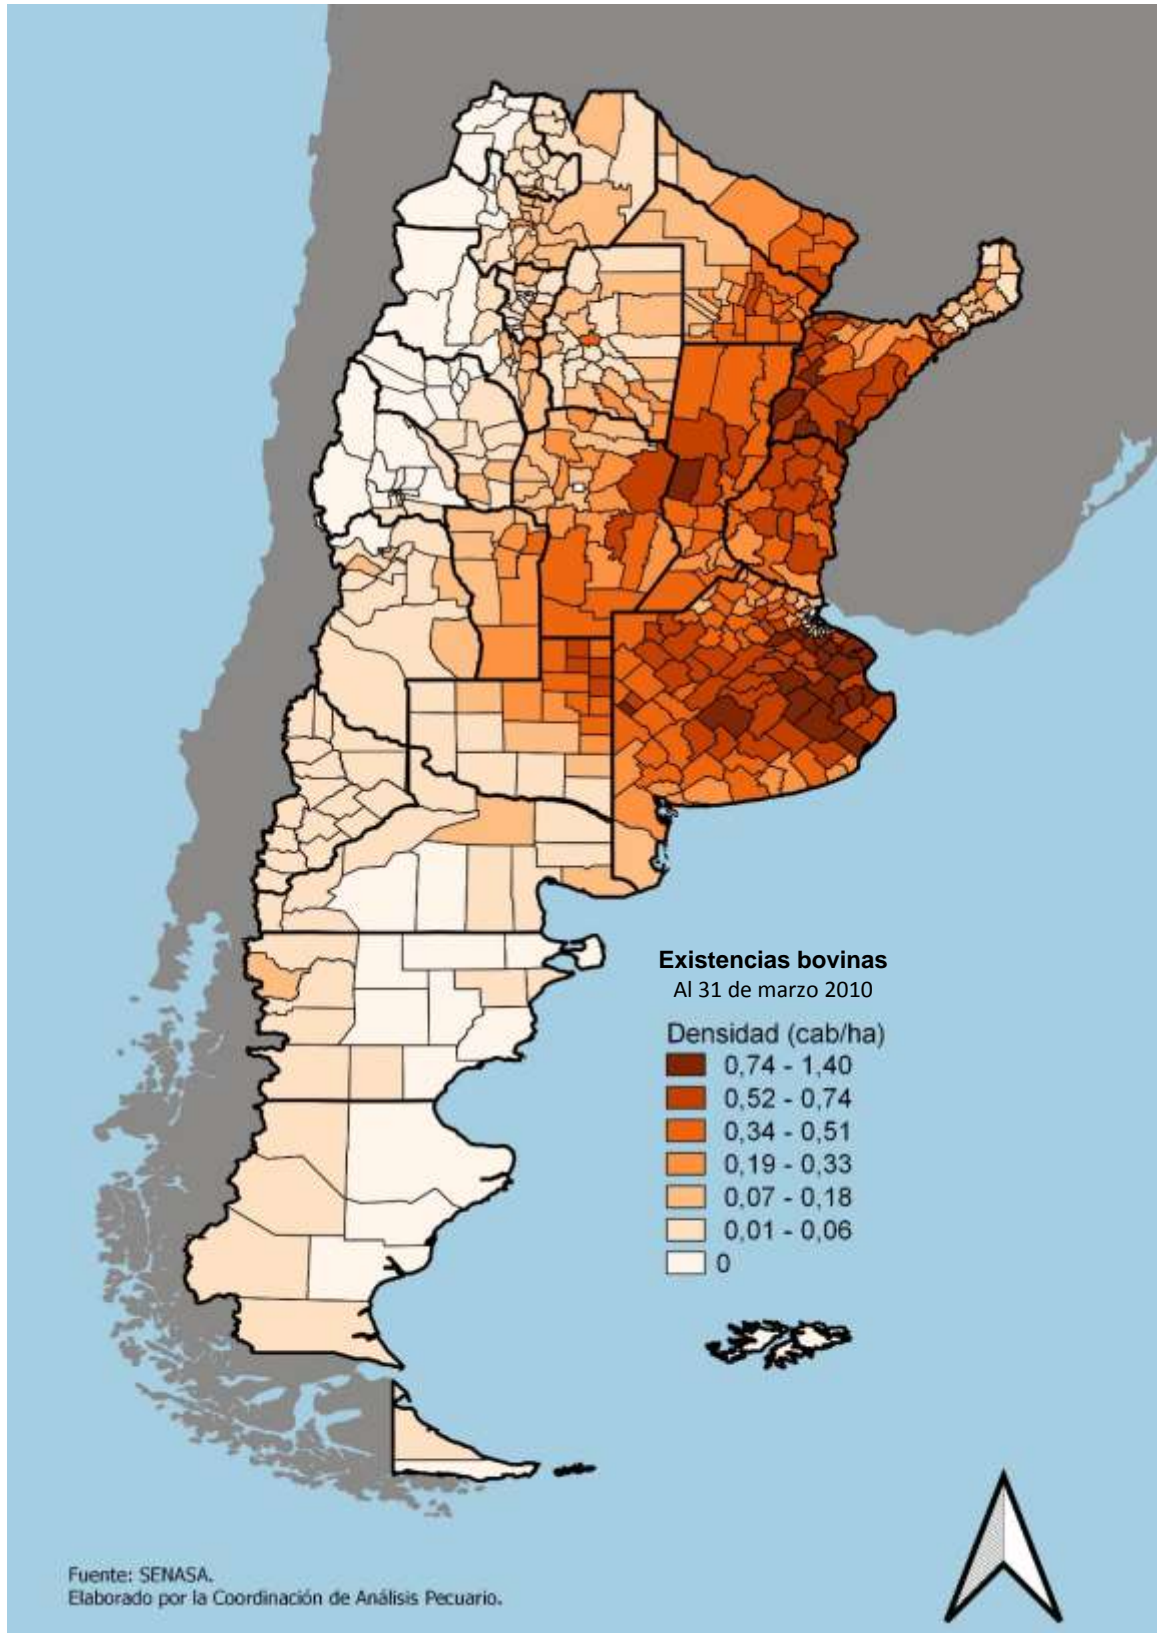 Existencias bovinas
Al 31 de marzo 2010
Densidad (cab/ha)
0,74 - 1,40
0,52 - 0,74
0,34 - 0,51
0,19 - 0,33
0,07 - 0,18
0,01 - 0,06
0
Fuente: SENASA.
Elaborado por la Coordinación de Análisis Pecuario.